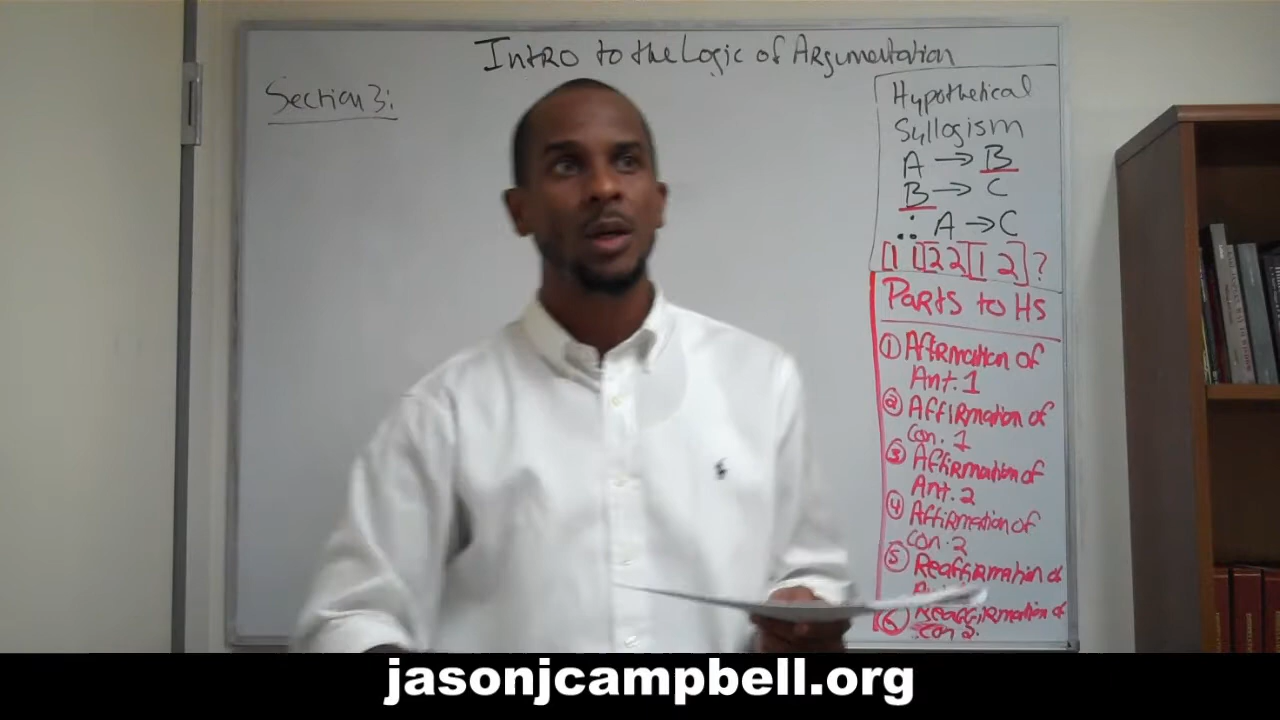 Intro to the Logic of Argumentation
Section 3:
Hypothetical
Syllogism
A → B
B → C
∴ A → C
[1 1][2 2][1 2]?
Parts to HS
① Affirmation of
Ant. 1
② Affirmation of
Con. 1
③ Affirmation of
Ant. 2
④ Affirmation of
Con. 2
⑤ Reaffirmation of
⑥ Reaffirmation of
Con 2.
jasonjcampbell.org